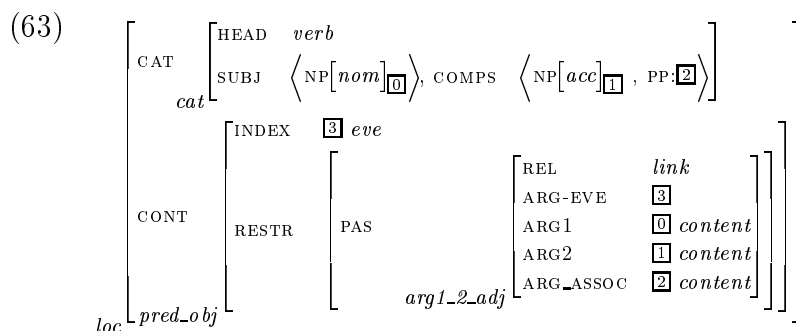 (63)
HEAD verb
CAT
SUBJ ⟨NP[nom]0⟩, COMPS ⟨NP[acc]1 , PP:2⟩
cat
INDEX 3 eve
REL link
ARG-EVE 3
CONT RESTR PAS ARG1 0 content
ARG2 1 content
ARG_ASSOC 2 content
arg1_2_adj
loc pred_obj